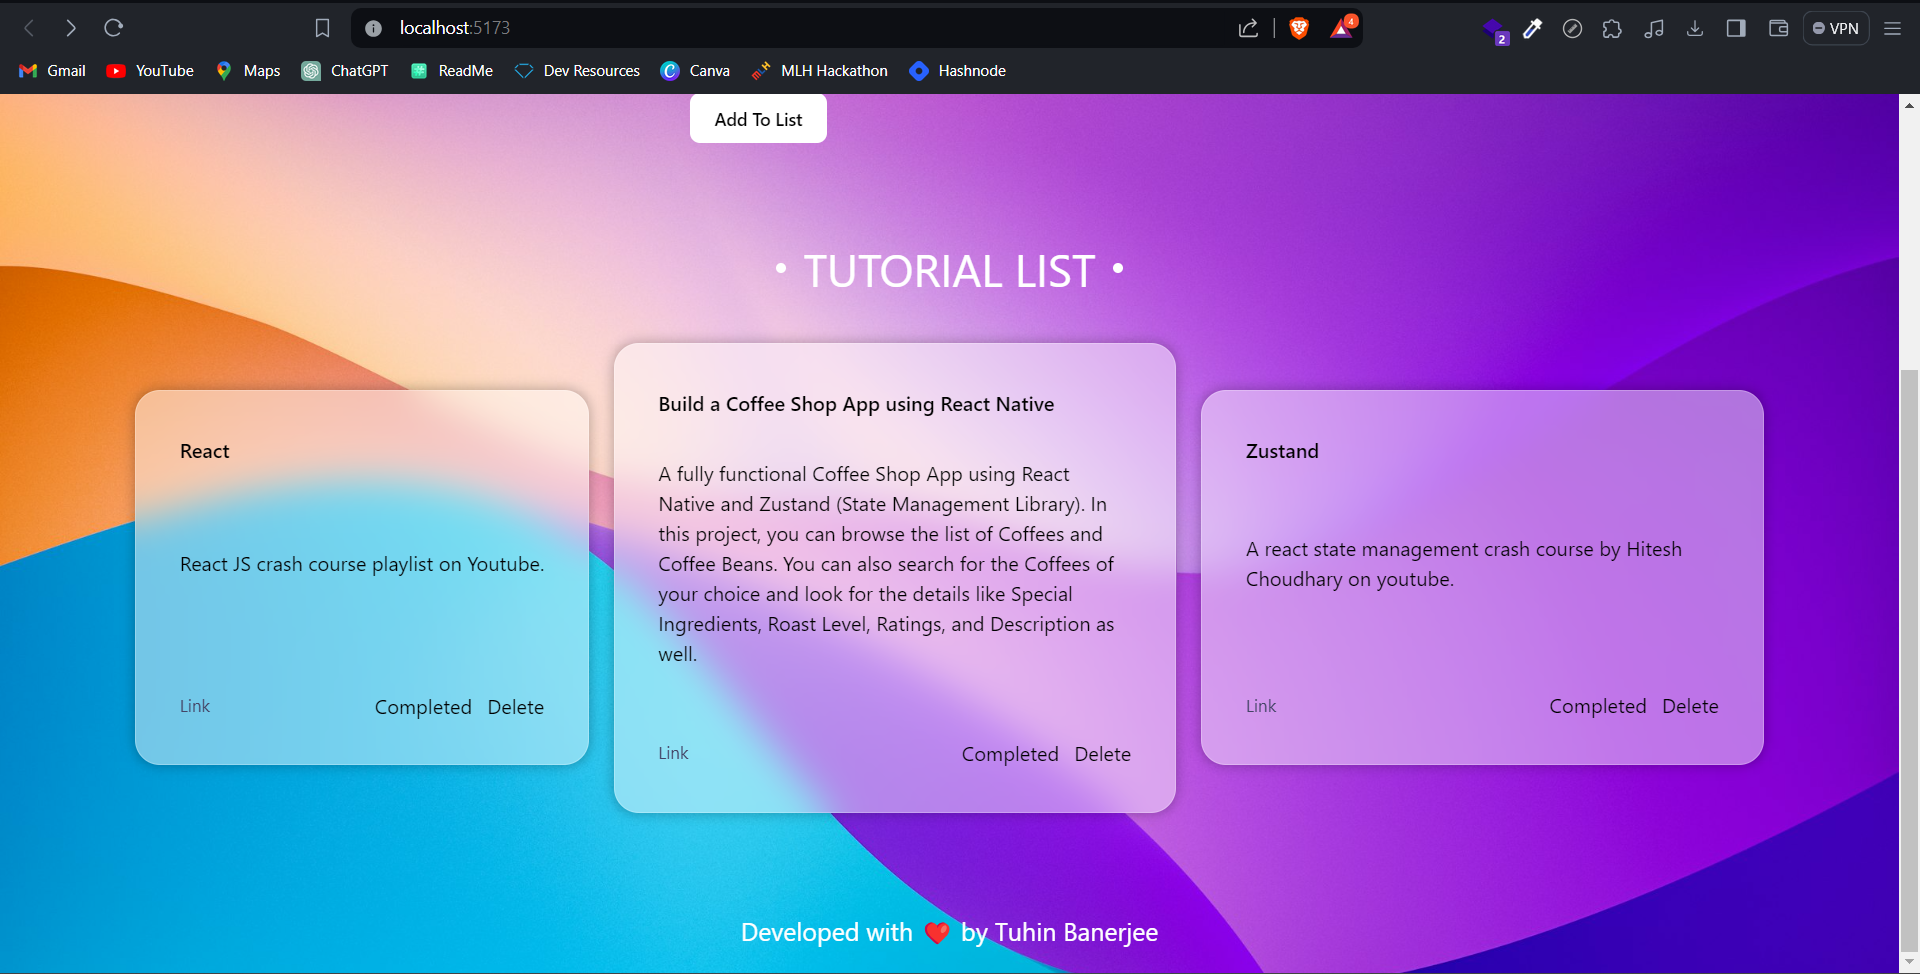 localhost:5173
4
2
VPN
Gmail
YouTube
Maps
ChatGPT
ReadMe
Dev Resources
Canva
MLH Hackathon
Hashnode
Add To List
• TUTORIAL LIST •
React
React JS crash course playlist on Youtube.
Link
Completed
Delete
Build a Coffee Shop App using React Native
A fully functional Coffee Shop App using React
Native and Zustand (State Management Library). In
this project, you can browse the list of Coffees and
Coffee Beans. You can also search for the Coffees of
your choice and look for the details like Special
Ingredients, Roast Level, Ratings, and Description as
well.
Link
Completed
Delete
Zustand
A react state management crash course by Hitesh
Choudhary on youtube.
Link
Completed
Delete
Developed with ❤️ by Tuhin Banerjee